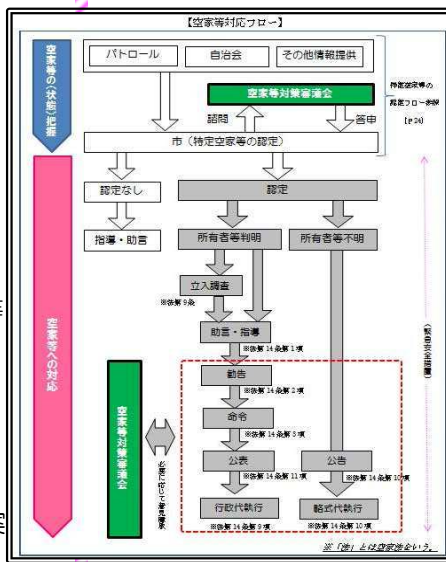 【空家等対応フロー】
空家等の(状態)把握
パトロール
自治会
その他情報提供
空家等対策審議会
諮問
答申
特定空家等の
認定フロー参照
【P24】
市(特定空家等の認定)
認定なし
認定
指導・助言
所有者等判明
所有者等不明
立入調査
※法第9条
助言・指導
※法第14条第1項
空家等への対応
勧告
※法第14条第2項
命令
※法第14条第3項
空家等対策審議会
必要に応じて意見聴取
公表
※法第14条第11項
公告
※法第14条第10項
行政代執行
※法第14条第9項
略式代執行
※法第14条第10項
(緊急安全措置)
※「法」とは空家法をいう。